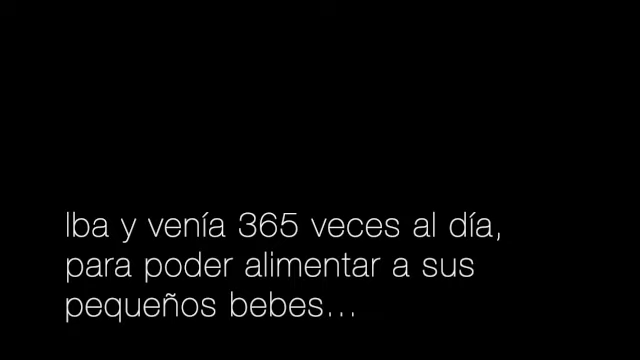 Iba y venía 365 veces al día,
para poder alimentar a sus
pequeños bebes...